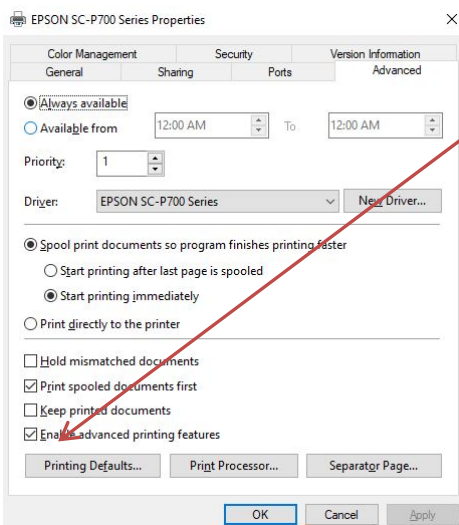 EPSON SC-P700 Series Properties
Color Management Security Version Information
General Sharing Ports Advanced
Always available
Available from 12:00 AM To 12:00 AM
Priority: 1
Driver: EPSON SC-P700 Series New Driver...
Spool print documents so program finishes printing faster
Start printing after last page is spooled
Start printing immediately
Print directly to the printer
Hold mismatched documents
Print spooled documents first
Keep printed documents
Enable advanced printing features
Printing Defaults... Print Processor... Separator Page...
OK Cancel Apply